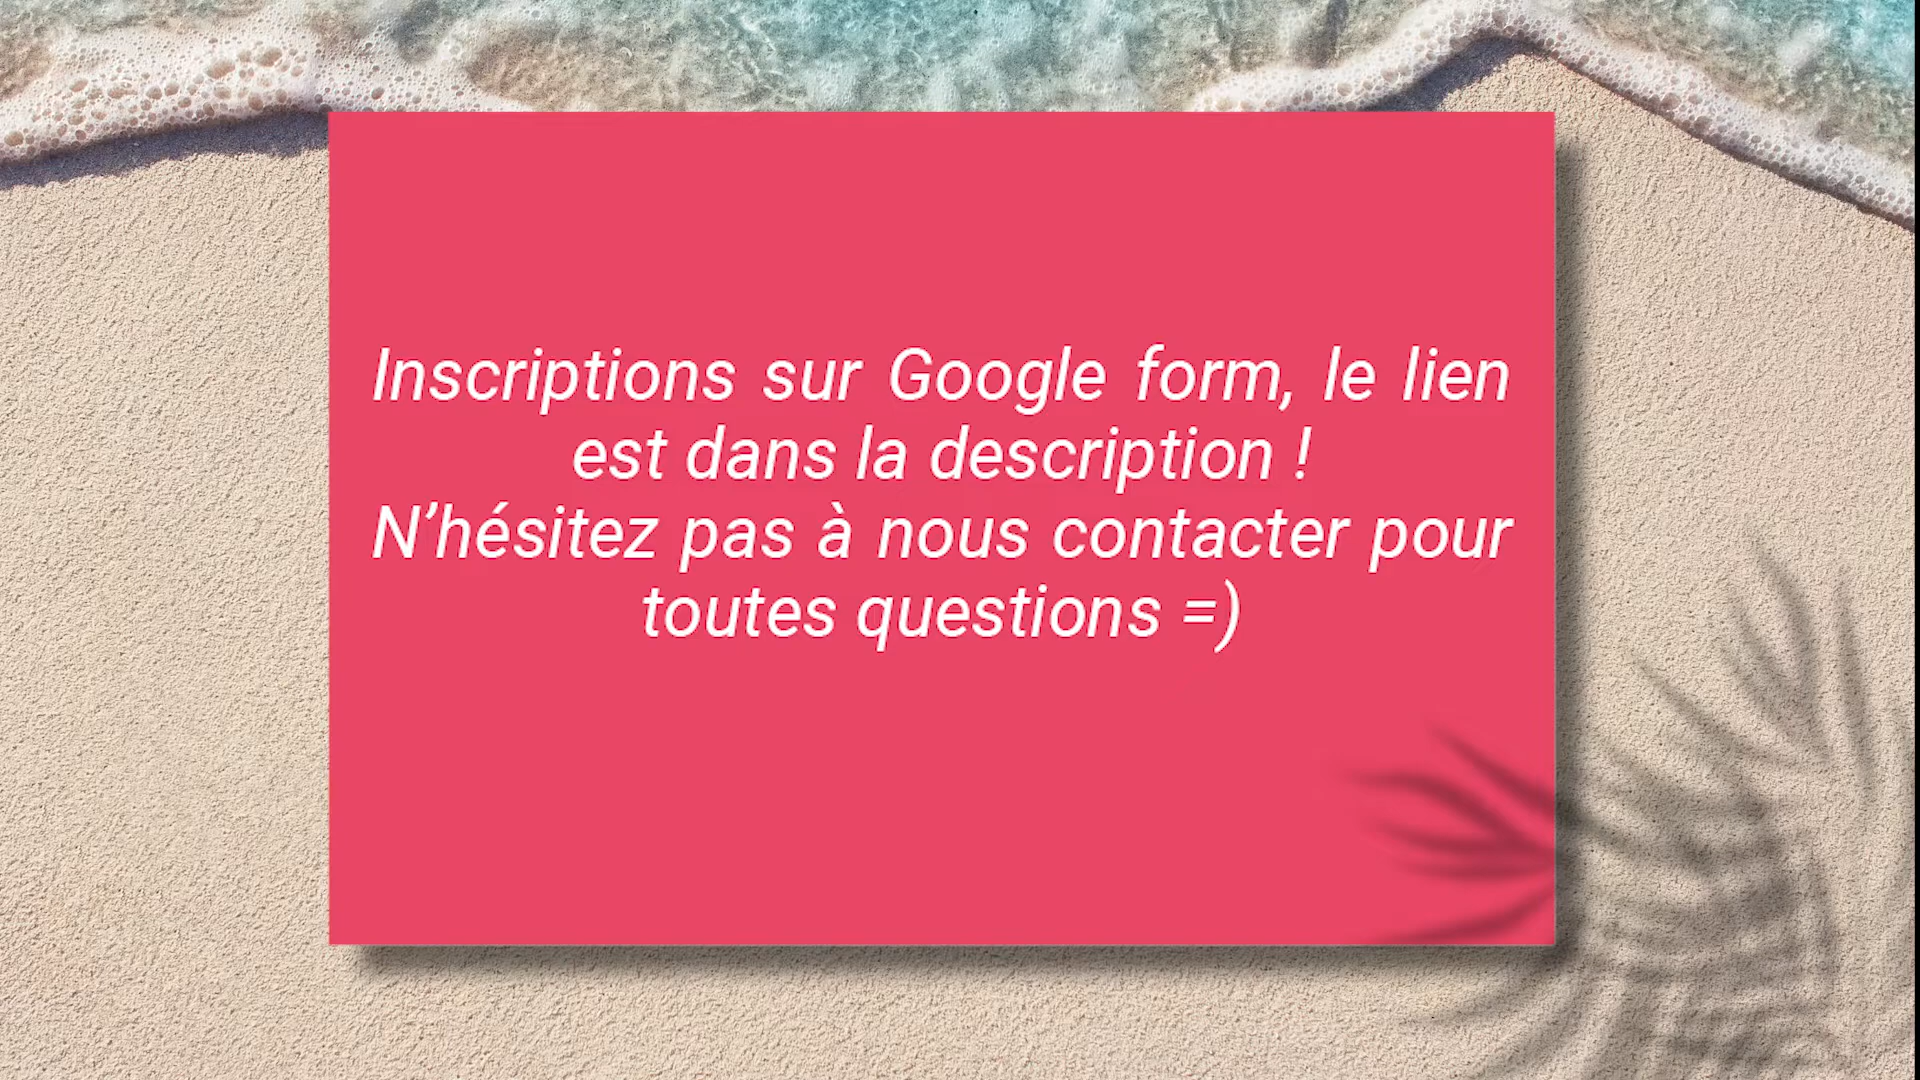 Inscriptions sur Google form, le lien
est dans la description !
N’hésitez pas à nous contacter pour
toutes questions =)